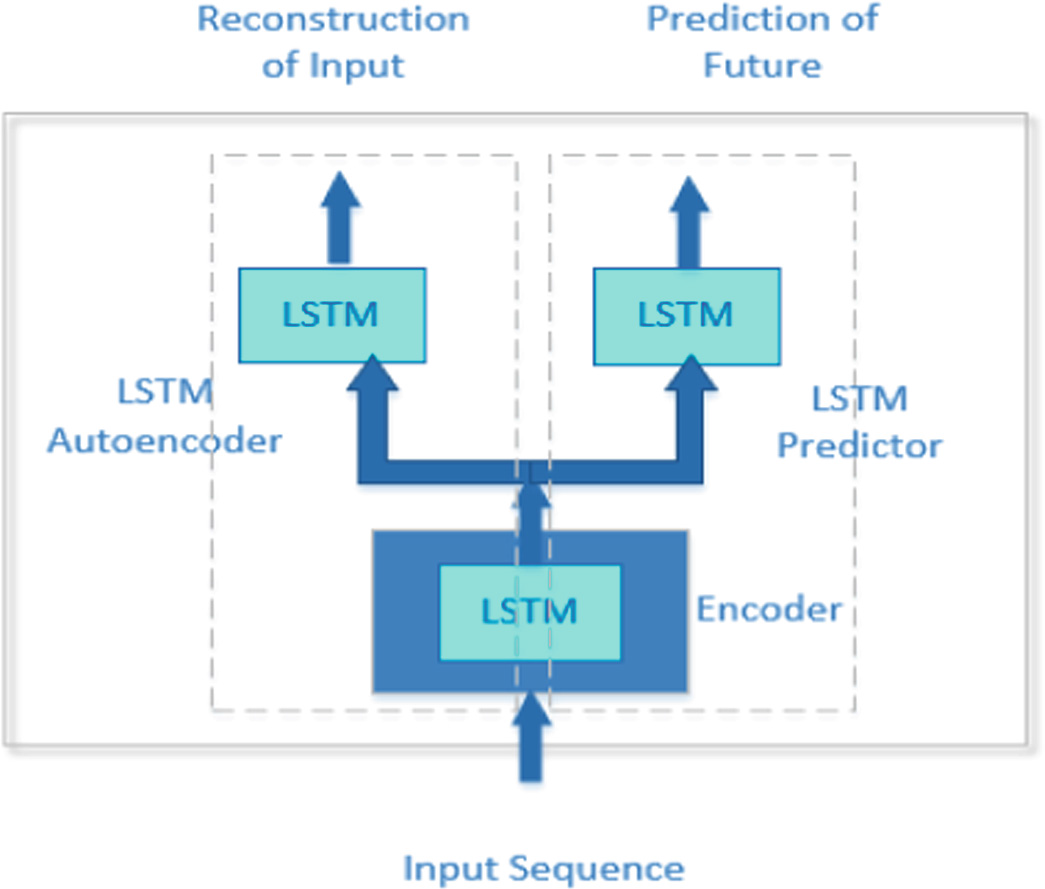 Reconstruction
of Input
Prediction of
Future
LSTM
LSTM
LSTM
Autoencoder
LSTM
Predictor
LSTM
Encoder
Input Sequence